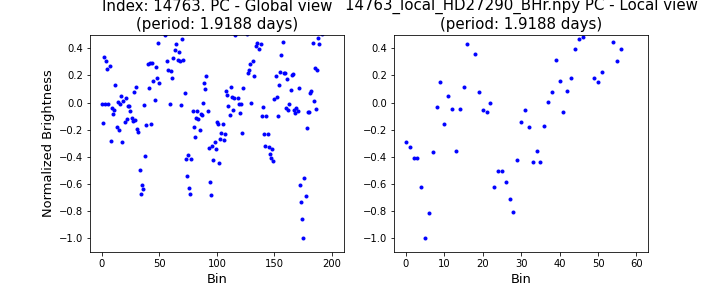 Index: 14763. PC - Global view
(period: 1.9188 days)
14763_local_HD27290_BHr.npy PC - Local view
(period: 1.9188 days)
Normalized Brightness
0.4
0.2
0.0
−0.2
−0.4
−0.6
−0.8
−1.0
0 50 100 150 200
Bin
0.4
0.2
0.0
−0.2
−0.4
−0.6
−0.8
−1.0
0 10 20 30 40 50 60
Bin